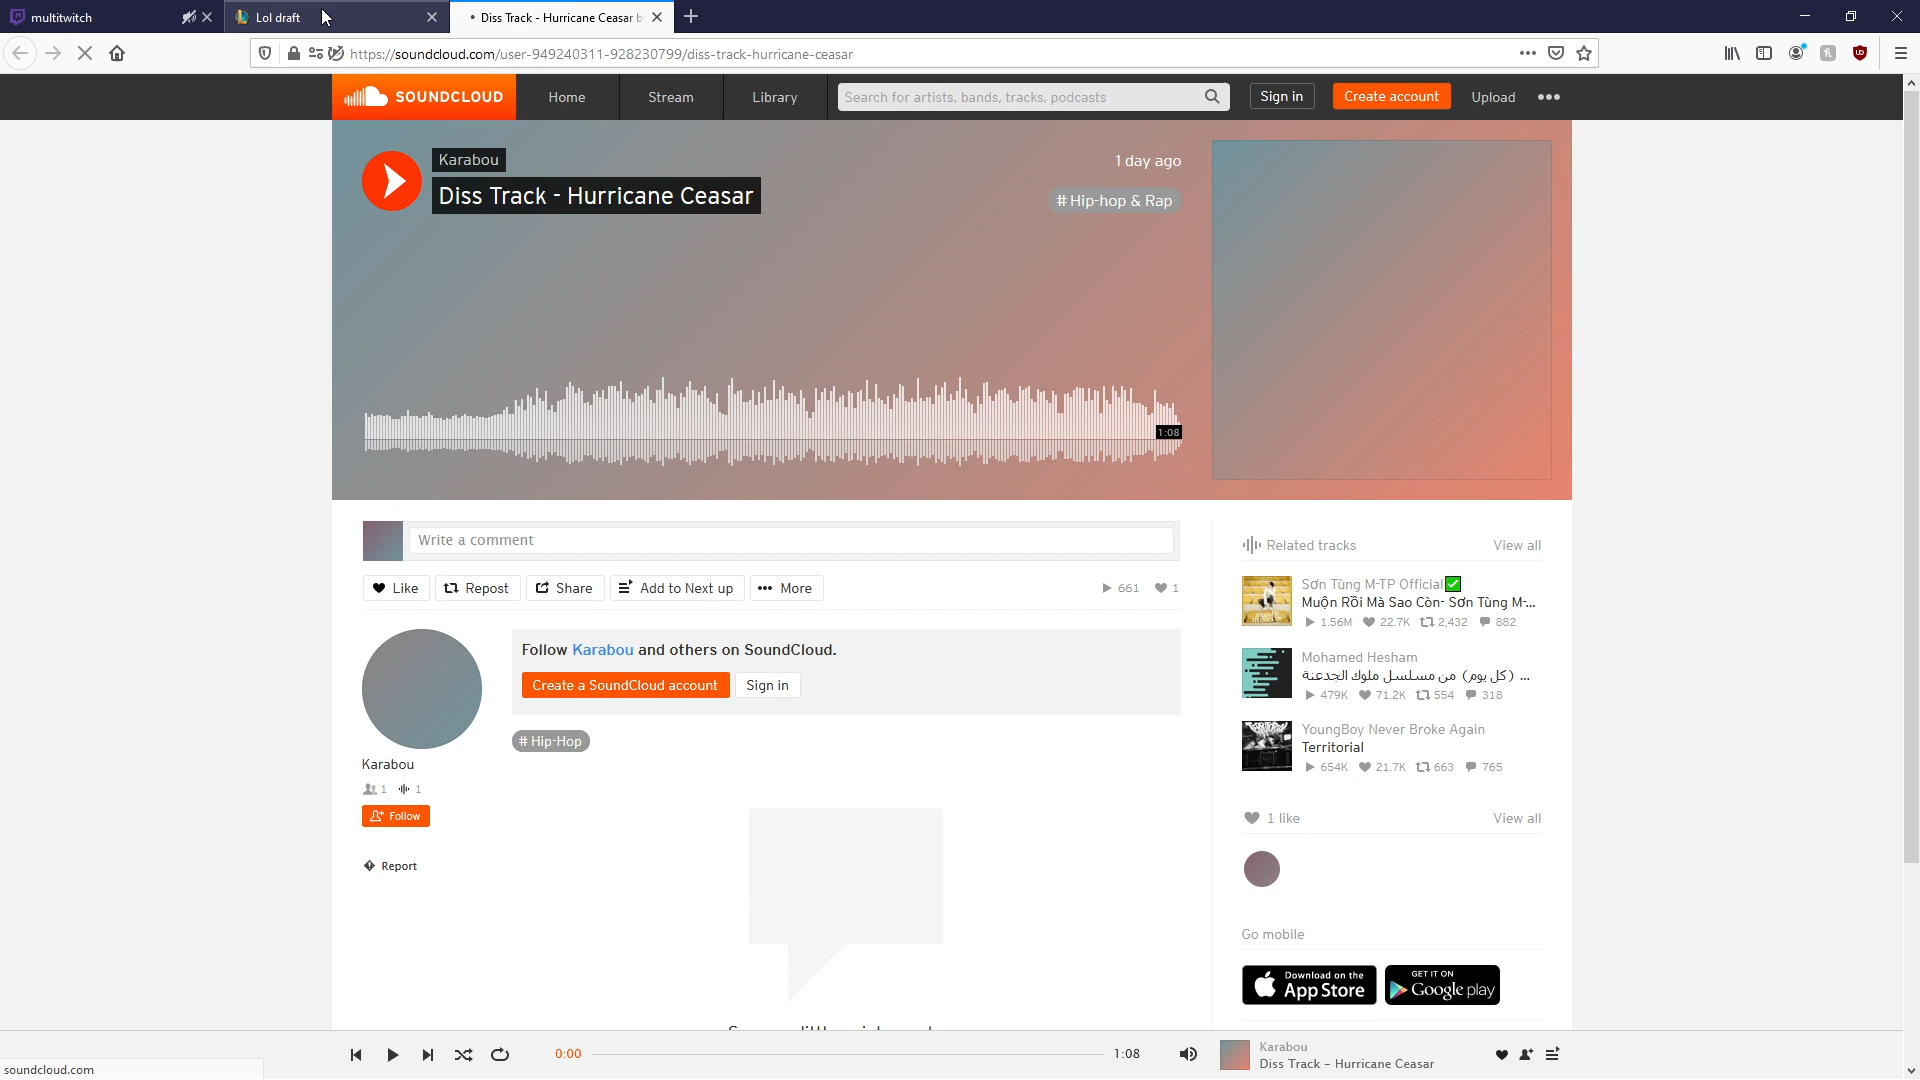 multitwitch
Lol draft
Diss Track - Hurricane Ceasar b
https://soundcloud.com/user-949240311-928230799/diss-track-hurricane-ceasar
SOUNDCLOUD
Home
Stream
Library
Search for artists, bands, tracks, podcasts
Sign in
Create account
Upload
Karabou
1 day ago
Diss Track - Hurricane Ceasar
# Hip-hop & Rap
1:08
Write a comment
Like
Repost
Share
Add to Next up
More
661
1
Follow Karabou and others on SoundCloud.
Create a SoundCloud account
Sign in
# Hip-Hop
Karabou
1
1
Follow
Report
Related tracks
View all
Sơn Tùng M-TP Official
Muộn Rồi Mà Sao Còn- Sơn Tùng M-...
1.56M 22.7K 2,432 882
Mohamed Hesham
(كل يوم) من مسلسل ملوك الجدعنة ...
479K 71.2K 554 318
YoungBoy Never Broke Again
Territorial
654K 21.7K 663 765
1 like
View all
Go mobile
Download on the
App Store
GET IT ON
Google play
0:00
1:08
Karabou
Diss Track - Hurricane Ceasar
soundcloud.com